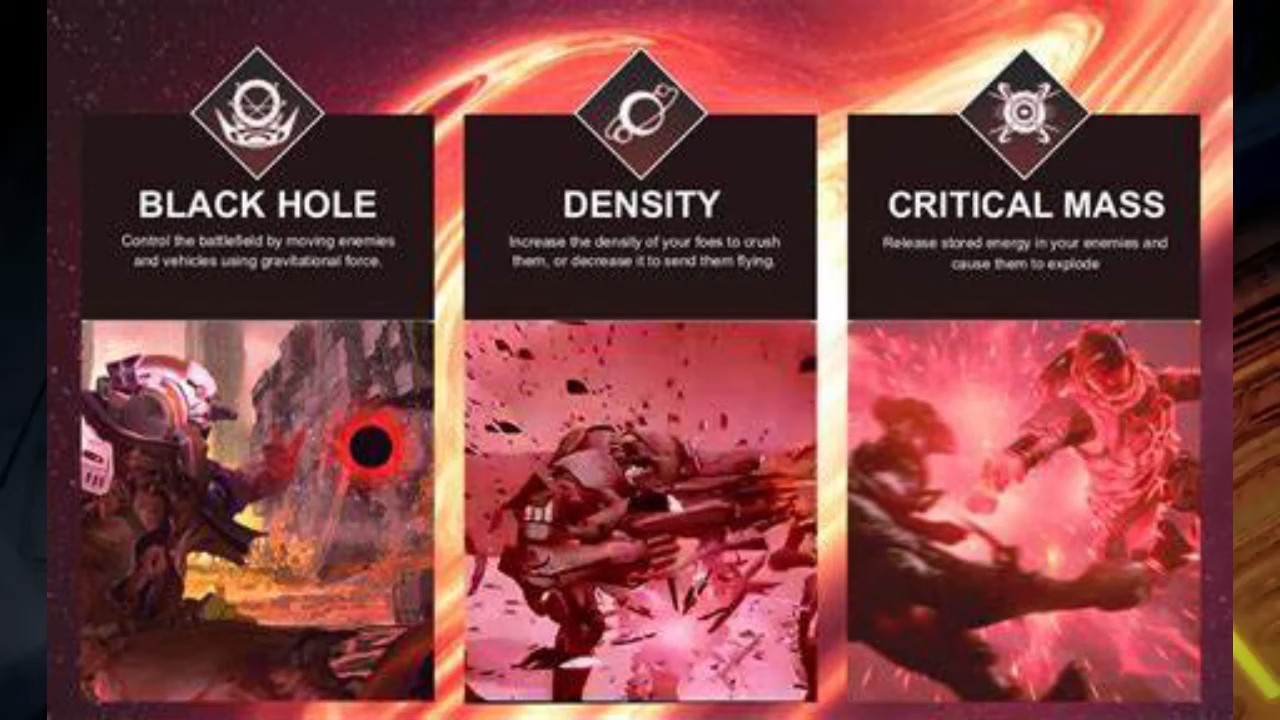 BLACK HOLE
Control the battlefield by moving enemies
and vehicles using gravitational force.
DENSITY
Increase the density of your foes to crush
them, or decrease it to send them flying.
CRITICAL MASS
Release stored energy in your enemies and
cause them to explode